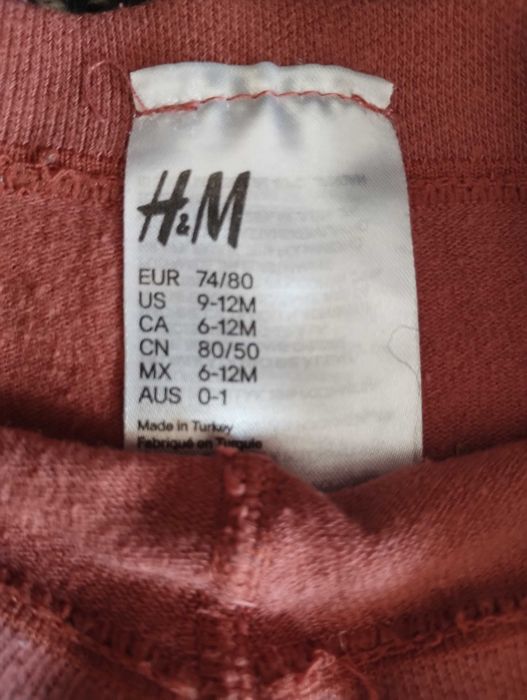 H&M
EUR 74/80
US 9-12M
CA 6-12M
CN 80/50
MX 6-12M
AUS 0-1
Made in Turkey
Fabriqué en Turquie